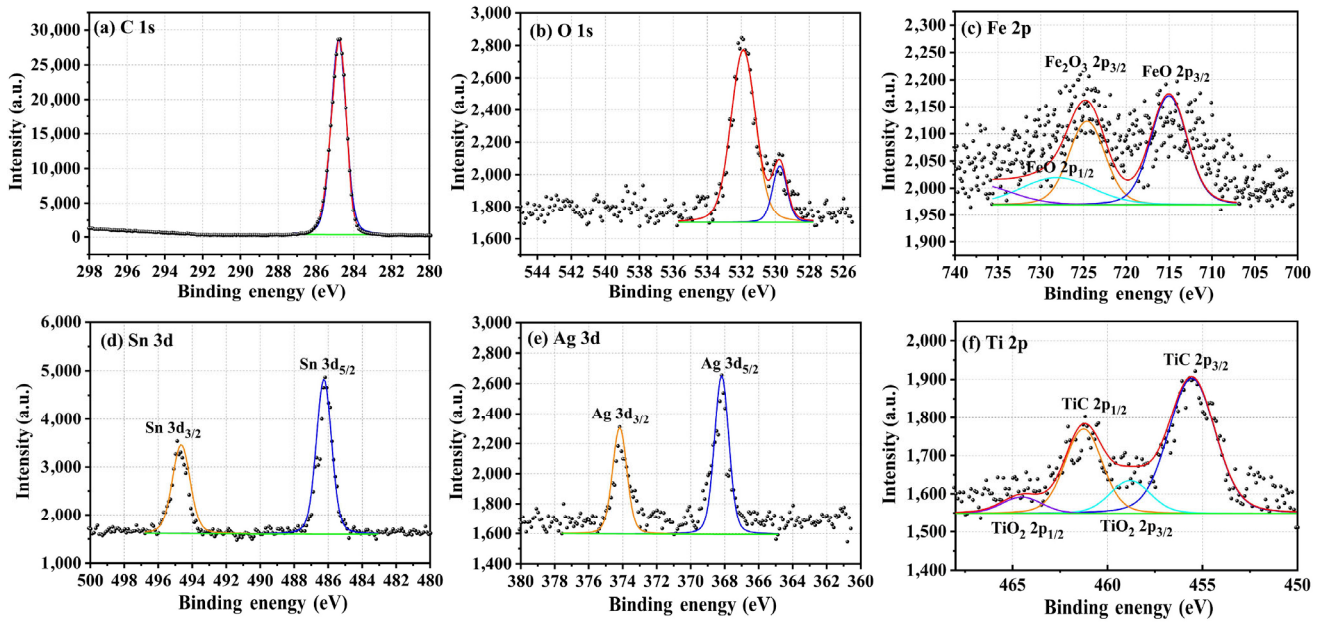 (a) C 1s
Intensity (a.u.)
30,000
25,000
20,000
15,000
10,000
5,000
0
298 296 294 292 290 288 286 284 282 280
Binding energy (eV)
(b) O 1s
Intensity (a.u.)
3,000
2,800
2,600
2,400
2,200
2,000
1,800
1,600
544 542 540 538 536 534 532 530 528 526
Binding energy (eV)
(c) Fe 2p
Fe₂O₃ 2p₃/₂
FeO 2p₃/₂
FeO 2p₁/₂
Intensity (a.u.)
2,300
2,250
2,200
2,150
2,100
2,050
2,000
1,950
1,900
740 735 730 725 720 715 710 705 700
Binding energy (eV)
(d) Sn 3d
Sn 3d₅/₂
Sn 3d₃/₂
Intensity (a.u.)
6,000
5,000
4,000
3,000
2,000
1,000
500 498 496 494 492 490 488 486 484 482 480
Binding energy (eV)
(e) Ag 3d
Ag 3d₅/₂
Ag 3d₃/₂
Intensity (a.u.)
3,000
2,800
2,600
2,400
2,200
2,000
1,800
1,600
1,400
380 378 376 374 372 370 368 366 364 362 360
Binding energy (eV)
(f) Ti 2p
TiC 2p₃/₂
TiC 2p₁/₂
TiO₂ 2p₁/₂
TiO₂ 2p₃/₂
Intensity (a.u.)
2,000
1,900
1,800
1,700
1,600
1,500
1,400
465 460 455 450
Binding energy (eV)